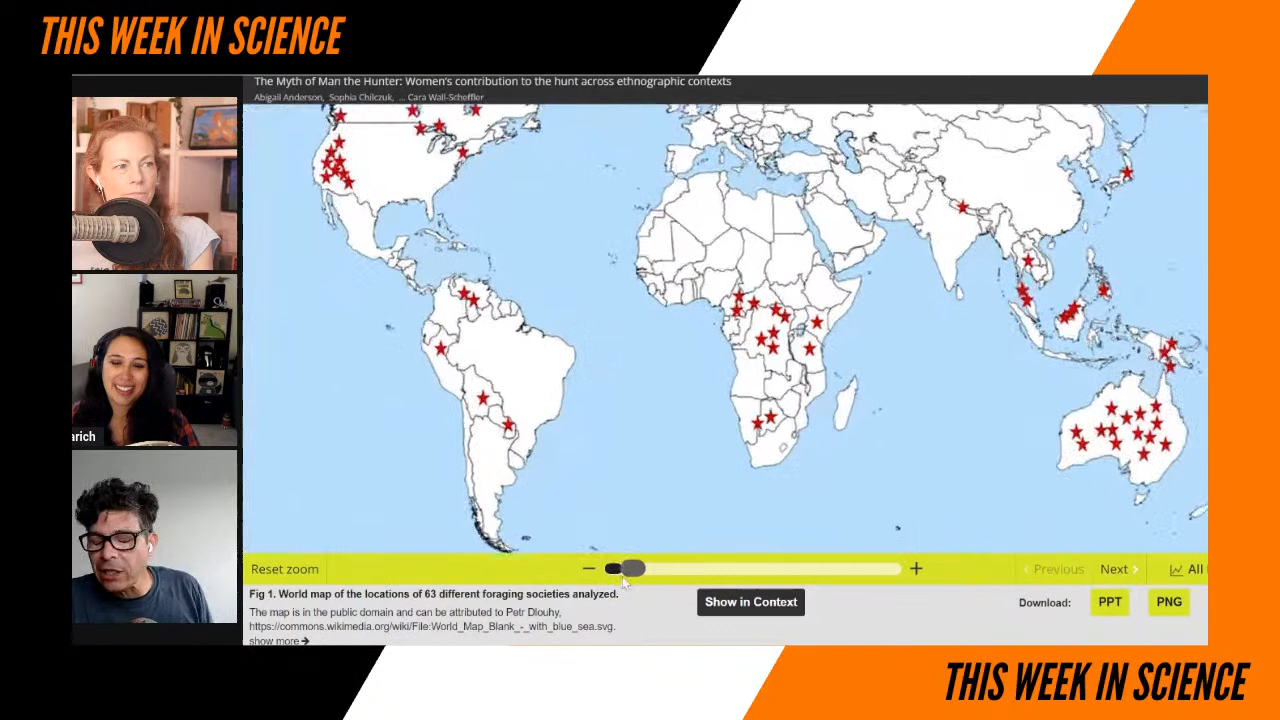 THIS WEEK IN SCIENCE
The Myth of Man the Hunter: Women's contribution to the hunt across ethnographic contexts
Abigail Anderson, Sophia Chilczuk, ... Cara Wall-Scheffler
arich
Reset zoom
Previous
Next
All
Fig 1. World map of the locations of 63 different foraging societies analyzed.
The map is in the public domain and can be attributed to Petr Dlouhy,
https://commons.wikimedia.org/wiki/File:World_Map_Blank_-_with_blue_sea.svg.
show more
Show in Context
Download:
PPT
PNG
THIS WEEK IN SCIENCE